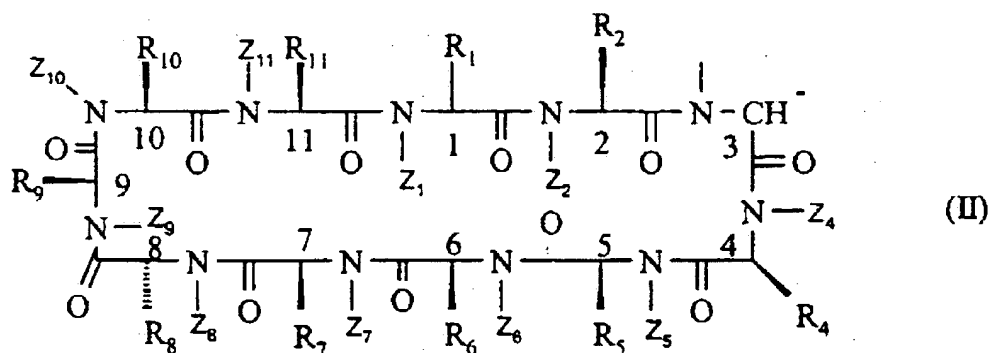 R₁₀ Z₁₁ R₁₁ R₁ R₂
Z₁₀ N N N N N CH⁻
O 10 O 11 O 1 O 2 O 3 O
R₉ 9 Z₁ Z₂ N Z₄ (II)
N Z₉ O
O 8 N 7 N 6 N 5 N 4
R₈ Z₈ O R₇ Z₇ O R₆ Z₆ R₅ Z₅ O R₄